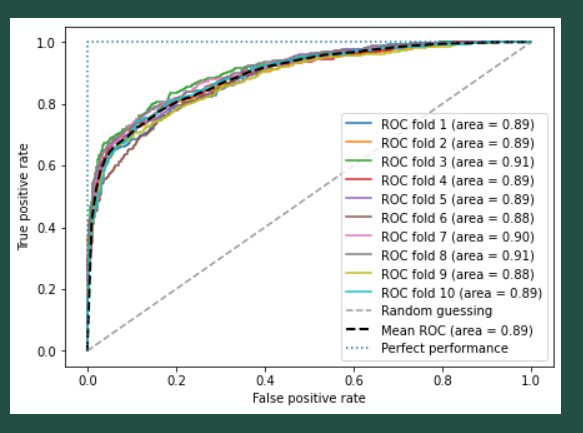 1.0
0.8
0.6
0.4
0.2
0.0
True positive rate
ROC fold 1 (area = 0.89)
ROC fold 2 (area = 0.89)
ROC fold 3 (area = 0.91)
ROC fold 4 (area = 0.89)
ROC fold 5 (area = 0.89)
ROC fold 6 (area = 0.88)
ROC fold 7 (area = 0.90)
ROC fold 8 (area = 0.91)
ROC fold 9 (area = 0.88)
ROC fold 10 (area = 0.89)
Random guessing
Mean ROC (area = 0.89)
Perfect performance
0.0 0.2 0.4 0.6 0.8 1.0
False positive rate